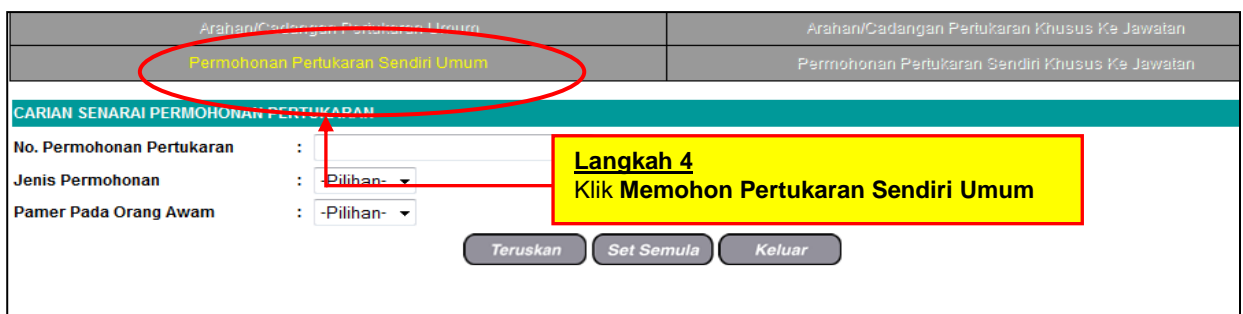 Arahan/Cadangan Pertukaran Umum
Arahan/Cadangan Pertukaran Khusus Ke Jawatan
Permohonan Pertukaran Sendiri Umum
Permohonan Pertukaran Sendiri Khusus Ke Jawatan
CARIAN SENARAI PERMOHONAN PERTUKARAN
No. Permohonan Pertukaran :
Jenis Permohonan : -Pilihan-
Pamer Pada Orang Awam : -Pilihan-
Langkah 4
Klik Memohon Pertukaran Sendiri Umum
Teruskan Set Semula Keluar